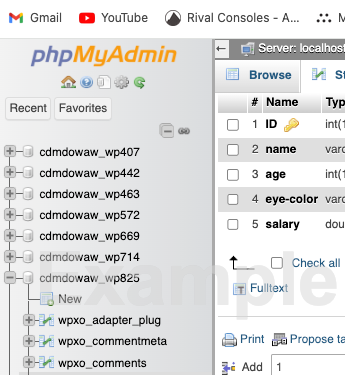 Gmail YouTube Rival Consoles - A... M
phpMyAdmin
Recent Favorites
cdmdowaw_wp407
cdmdowaw_wp442
cdmdowaw_wp463
cdmdowaw_wp572
cdmdowaw_wp669
cdmdowaw_wp714
cdmdowaw_wp825
New
wpxo_adapter_plug
wpxo_commentmeta
wpxo_comments
Server: localhost
Browse St
# Name Typ
1 ID int(1
2 name varc
3 age int(1
4 eye-color varc
5 salary dou
Check all
Fulltext
Print Propose ta
Add 1
example